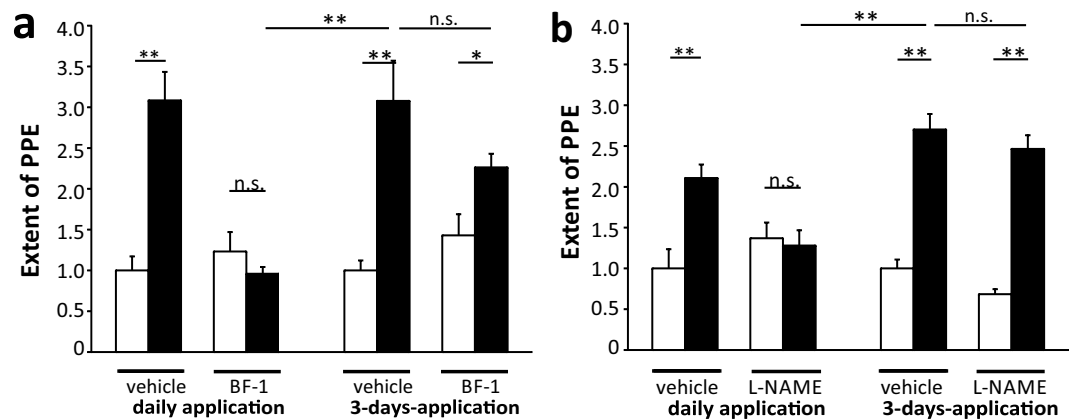 a
Extent of PPE
4.0
3.5
3.0
2.5
2.0
1.5
1.0
0.5
0
** n.s.
** ** *
n.s.
vehicle BF-1 vehicle BF-1
daily application 3-days-application
b
Extent of PPE
4.0
3.5
3.0
2.5
2.0
1.5
1.0
0.5
0
** n.s.
** ** **
n.s.
vehicle L-NAME vehicle L-NAME
daily application 3-days-application